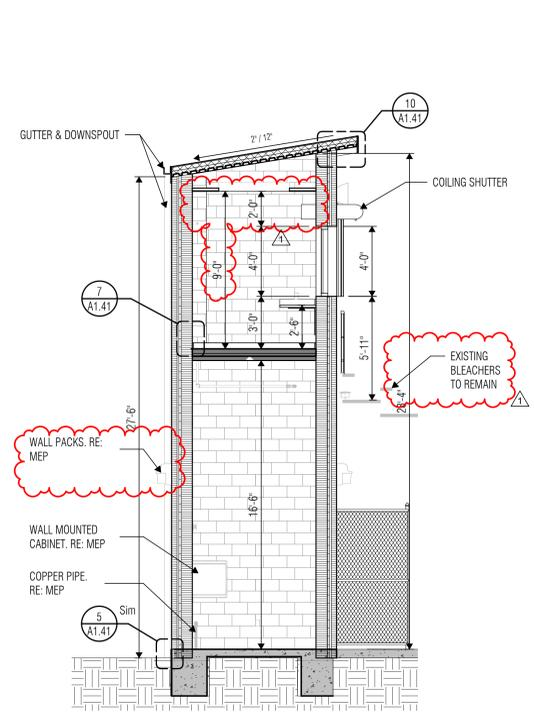 10
A1.41
GUTTER & DOWNSPOUT
2" / 12"
COILING SHUTTER
2'-0"
1
9'-0"
4'-0"
4'-0"
7
A1.41
3'-0"
2'-6"
5'-11"
EXISTING
BLEACHERS
TO REMAIN
1
27'-6"
WALL PACKS. RE:
MEP
16'-6"
WALL MOUNTED
CABINET. RE: MEP
COPPER PIPE.
RE: MEP
5
A1.41
Sim